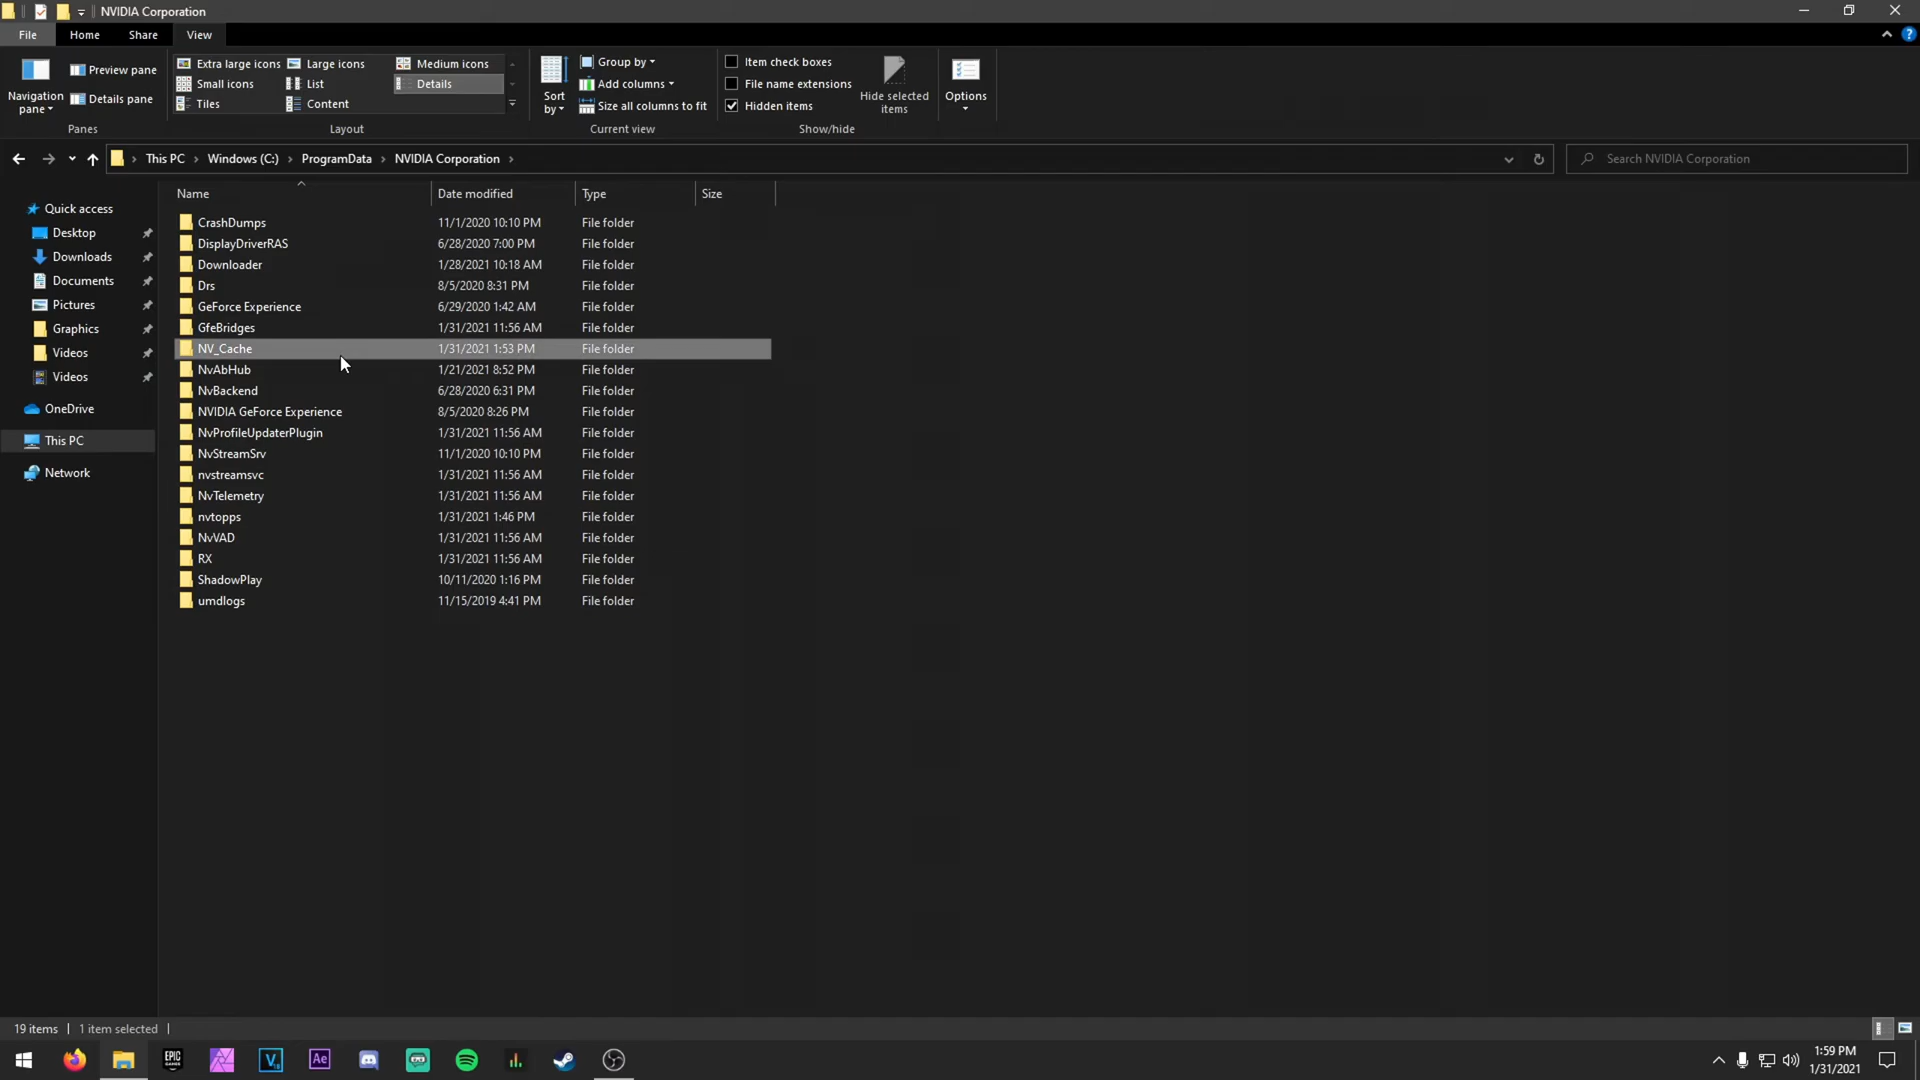 NVIDIA Corporation
File Home Share View
Navigation pane
Preview pane
Details pane
Panes
Extra large icons Large icons Medium icons
Small icons List Details
Tiles Content
Layout
Sort by
Group by
Add columns
Size all columns to fit
Current view
Item check boxes
File name extensions
Hidden items
Hide selected items
Show/hide
Options
This PC > Windows (C:) > ProgramData > NVIDIA Corporation >
Search NVIDIA Corporation
Quick access
Desktop
Downloads
Documents
Pictures
Graphics
Videos
Videos
OneDrive
This PC
Network
Name Date modified Type Size
CrashDumps 11/1/2020 10:10 PM File folder
DisplayDriverRAS 6/28/2020 7:00 PM File folder
Downloader 1/28/2021 10:18 AM File folder
Drs 8/5/2020 8:31 PM File folder
GeForce Experience 6/29/2020 1:42 AM File folder
GfeBridges 1/31/2021 11:56 AM File folder
NV_Cache 1/31/2021 1:53 PM File folder
NvAbHub 1/21/2021 8:52 PM File folder
NvBackend 6/28/2020 6:31 PM File folder
NVIDIA GeForce Experience 8/5/2020 8:26 PM File folder
NvProfileUpdaterPlugin 1/31/2021 11:56 AM File folder
NvStreamSrv 11/1/2020 10:10 PM File folder
nvstreamsvc 1/31/2021 11:56 AM File folder
NvTelemetry 1/31/2021 11:56 AM File folder
nvtopps 1/31/2021 1:46 PM File folder
NvVAD 1/31/2021 11:56 AM File folder
RX 1/31/2021 11:56 AM File folder
ShadowPlay 10/11/2020 1:16 PM File folder
umdlogs 11/15/2019 4:41 PM File folder
19 items 1 item selected
EPIC GAMES
V
Ae
1:59 PM
1/31/2021